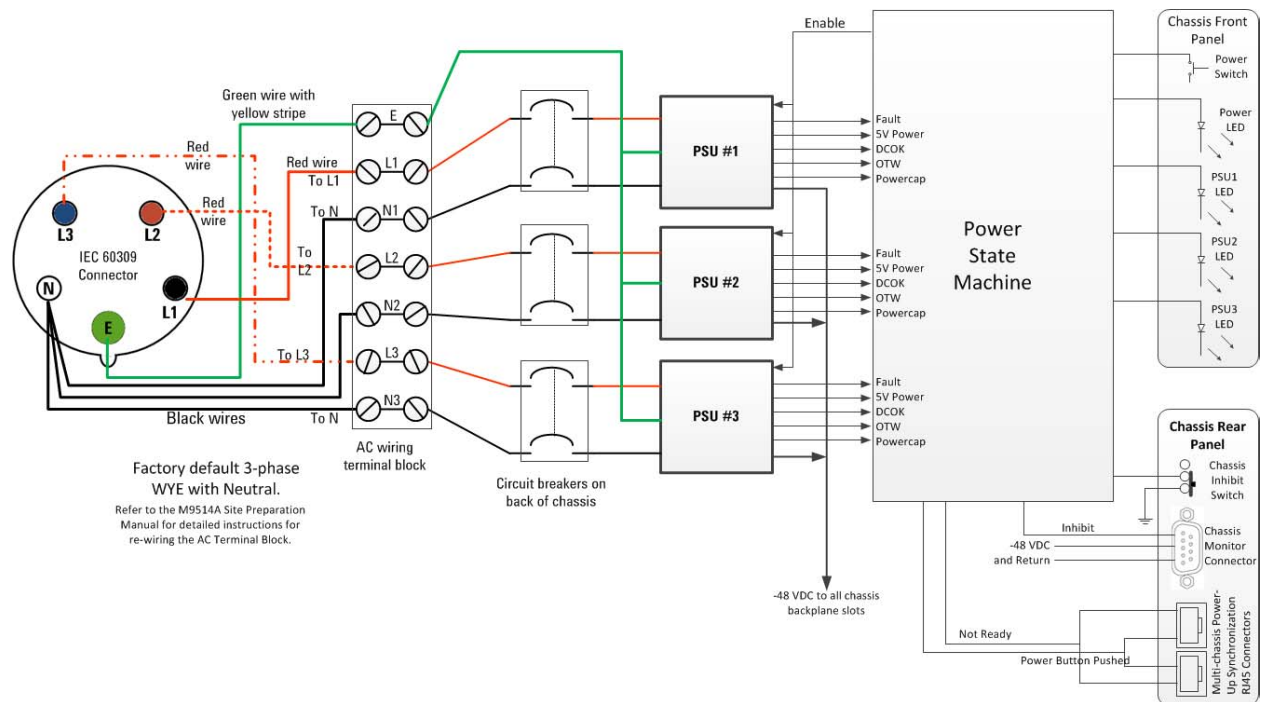 Green wire with
yellow stripe
Red
wire
Red
wire
Red wire
To L1
To N
To
L2
To L3
To N
L3
L2
IEC 60309
Connector
N
L1
E
Black wires
Factory default 3-phase
WYE with Neutral.
Refer to the M9514A Site Preparation
Manual for detailed instructions for
re-wiring the AC Terminal Block.
E
L1
N1
L2
N2
L3
N3
AC wiring
terminal block
Circuit breakers on
back of chassis
PSU #1
PSU #2
PSU #3
Enable
Fault
5V Power
DCOK
OTW
Powercap
Fault
5V Power
DCOK
OTW
Powercap
Fault
5V Power
DCOK
OTW
Powercap
-48 VDC to all chassis
backplane slots
Power
State
Machine
Chassis Front
Panel
Power
Switch
Power
LED
PSU1
LED
PSU2
LED
PSU3
LED
Chassis Rear
Panel
Chassis
Inhibit
Switch
Inhibit
-48 VDC
and Return
Chassis
Monitor
Connector
Not Ready
Power Button Pushed
Multi-chassis Power-
Up Synchronization
RJ45 Connectors